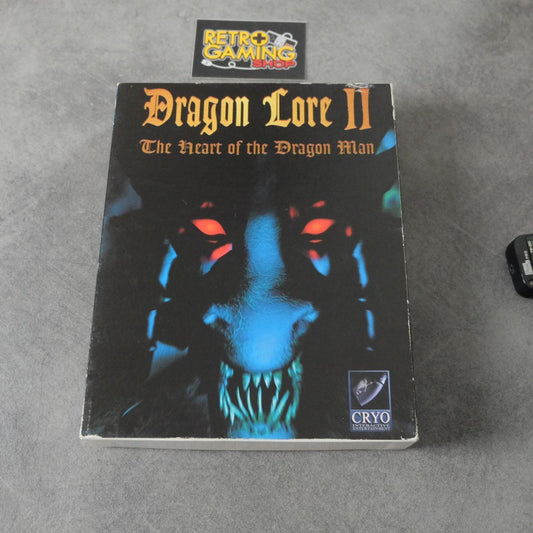 RETRO
GAMING
SHOP
Dragon Lore II
The Heart of the Dragon Man
CRYO
INTERACTIVE
ENTERTAINMENT